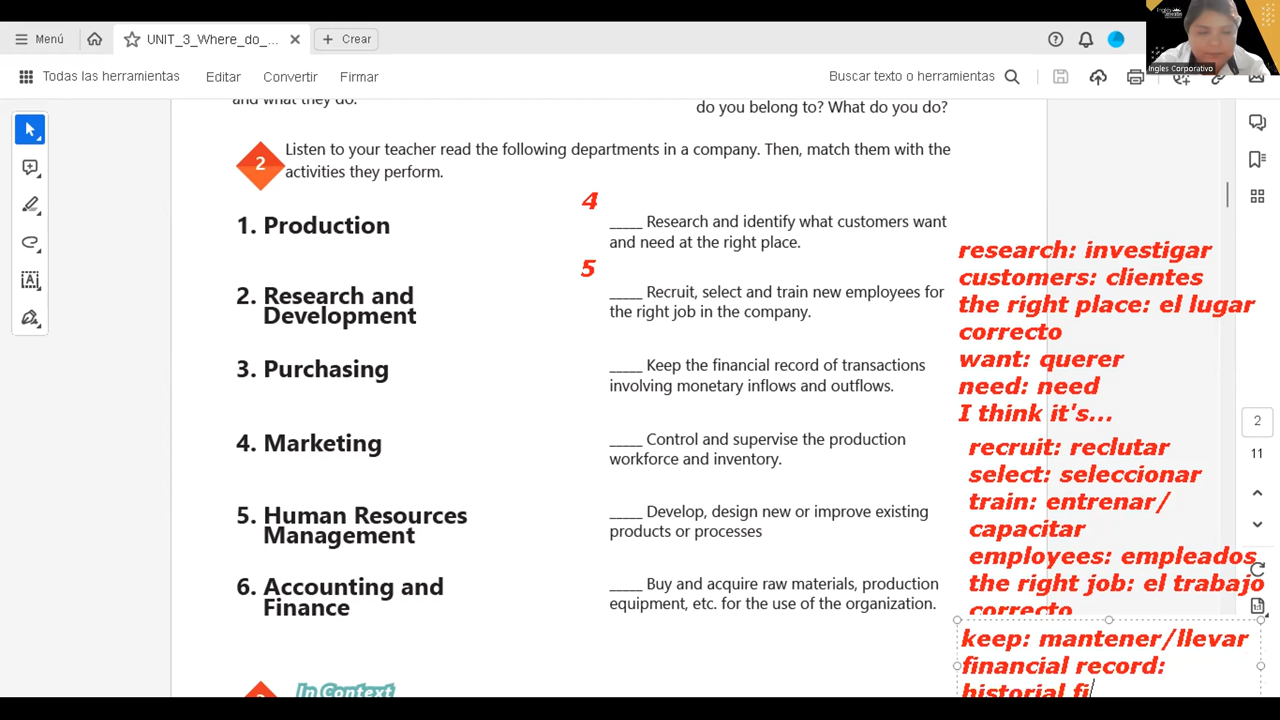 Menú
UNIT_3_Where_do_...
Crear
Inglés Corporativo
Todas las herramientas
Editar
Convertir
Firmar
Buscar texto o herramientas
and what they do.
do you belong to? What do you do?
2
Listen to your teacher read the following departments in a company. Then, match them with the
activities they perform.
1. Production
2. Research and
Development
3. Purchasing
4. Marketing
5. Human Resources
Management
6. Accounting and
Finance
4
_____ Research and identify what customers want
and need at the right place.
5
_____ Recruit, select and train new employees for
the right job in the company.
_____ Keep the financial record of transactions
involving monetary inflows and outflows.
_____ Control and supervise the production
workforce and inventory.
_____ Develop, design new or improve existing
products or processes
_____ Buy and acquire raw materials, production
equipment, etc. for the use of the organization.
In Context
research: investigar
customers: clientes
the right place: el lugar
correcto
want: querer
need: need
I think it's...
recruit: reclutar
select: seleccionar
train: entrenar/
capacitar
employees: empleados
the right job: el trabajo
correcto
keep: mantener/llevar
financial record:
historial fi
2
11